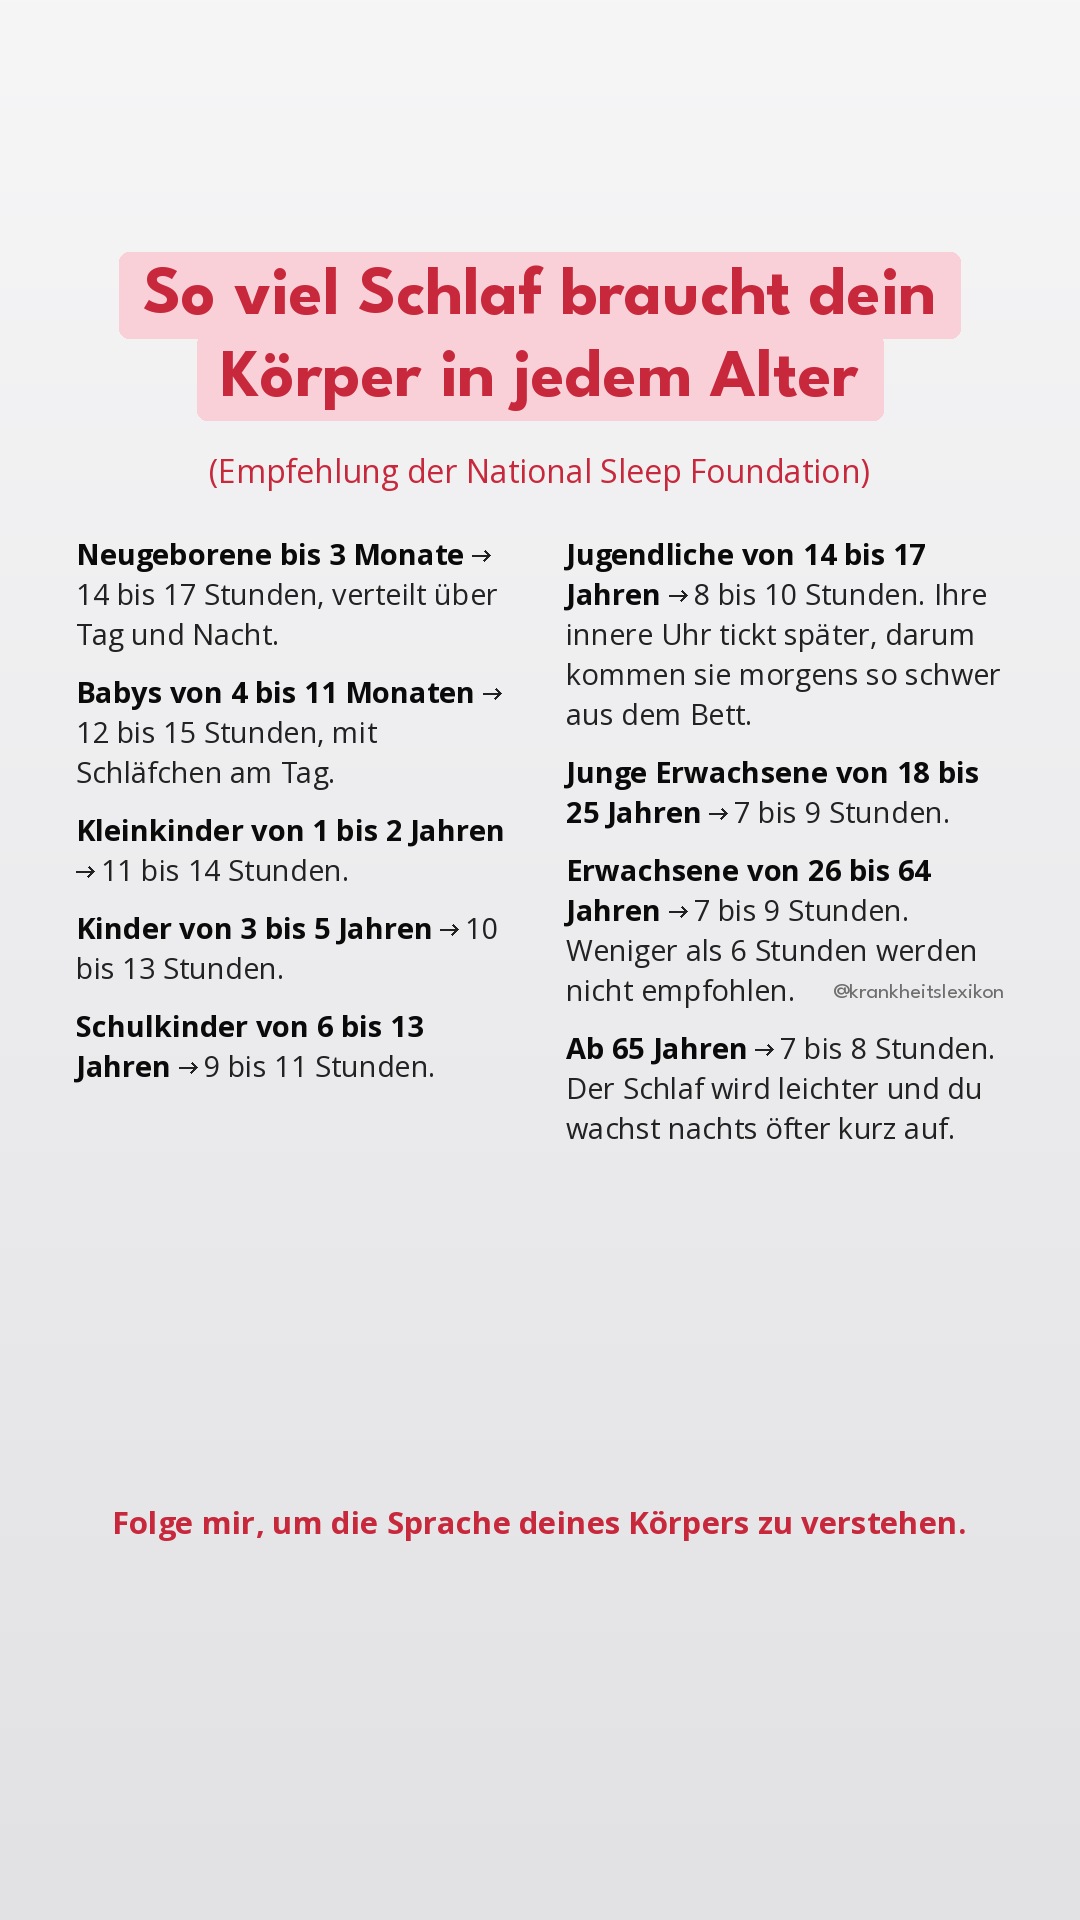 So viel Schlaf braucht dein
Körper in jedem Alter
(Empfehlung der National Sleep Foundation)
Neugeborene bis 3 Monate →
14 bis 17 Stunden, verteilt über
Tag und Nacht.
Babys von 4 bis 11 Monaten →
12 bis 15 Stunden, mit
Schläfchen am Tag.
Kleinkinder von 1 bis 2 Jahren
→ 11 bis 14 Stunden.
Kinder von 3 bis 5 Jahren → 10
bis 13 Stunden.
Schulkinder von 6 bis 13
Jahren → 9 bis 11 Stunden.
Jugendliche von 14 bis 17
Jahren → 8 bis 10 Stunden. Ihre
innere Uhr tickt später, darum
kommen sie morgens so schwer
aus dem Bett.
Junge Erwachsene von 18 bis
25 Jahren → 7 bis 9 Stunden.
Erwachsene von 26 bis 64
Jahren → 7 bis 9 Stunden.
Weniger als 6 Stunden werden
nicht empfohlen.
@krankheitslexikon
Ab 65 Jahren → 7 bis 8 Stunden.
Der Schlaf wird leichter und du
wachst nachts öfter kurz auf.
Folge mir, um die Sprache deines Körpers zu verstehen.